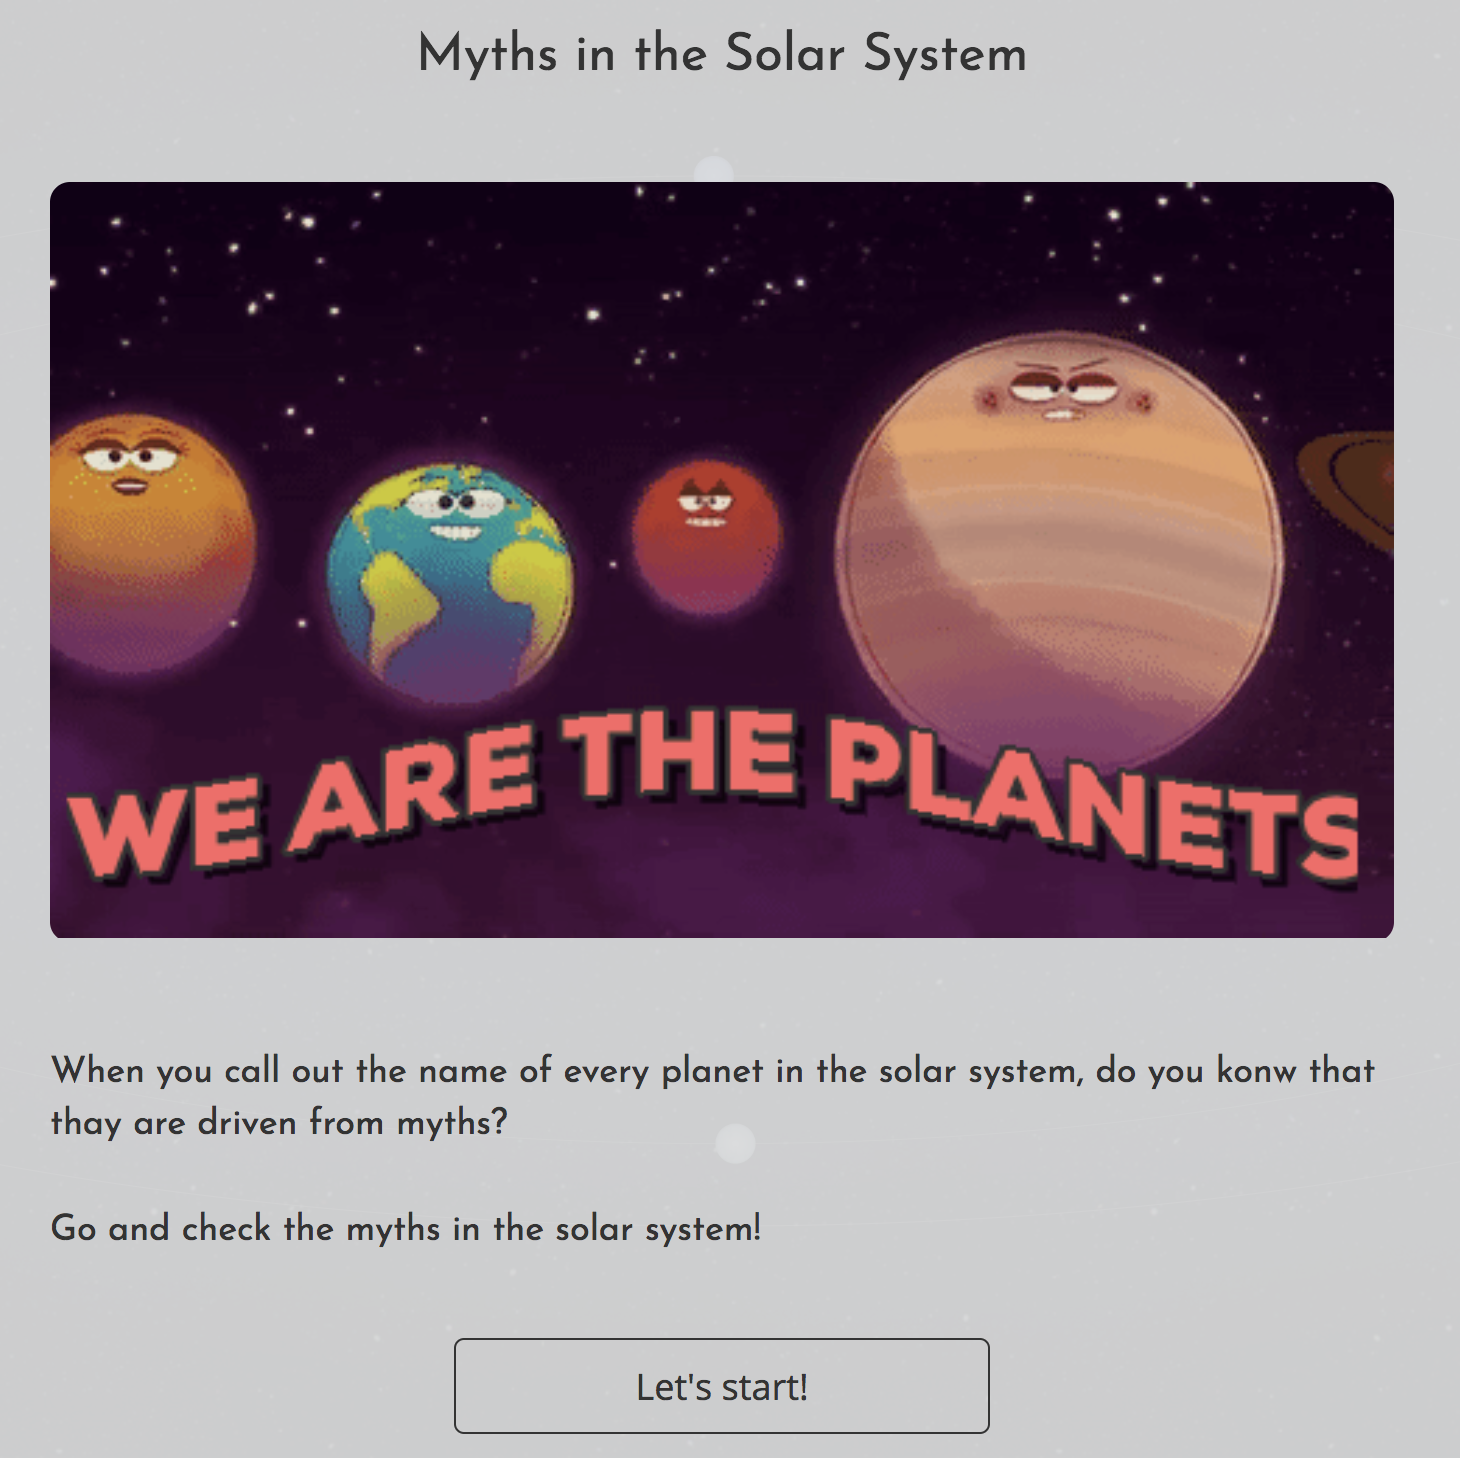 Myths in the Solar System
WE ARE THE PLANETS
When you call out the name of every planet in the solar system, do you konw that
thay are driven from myths?
Go and check the myths in the solar system!
Let's start!